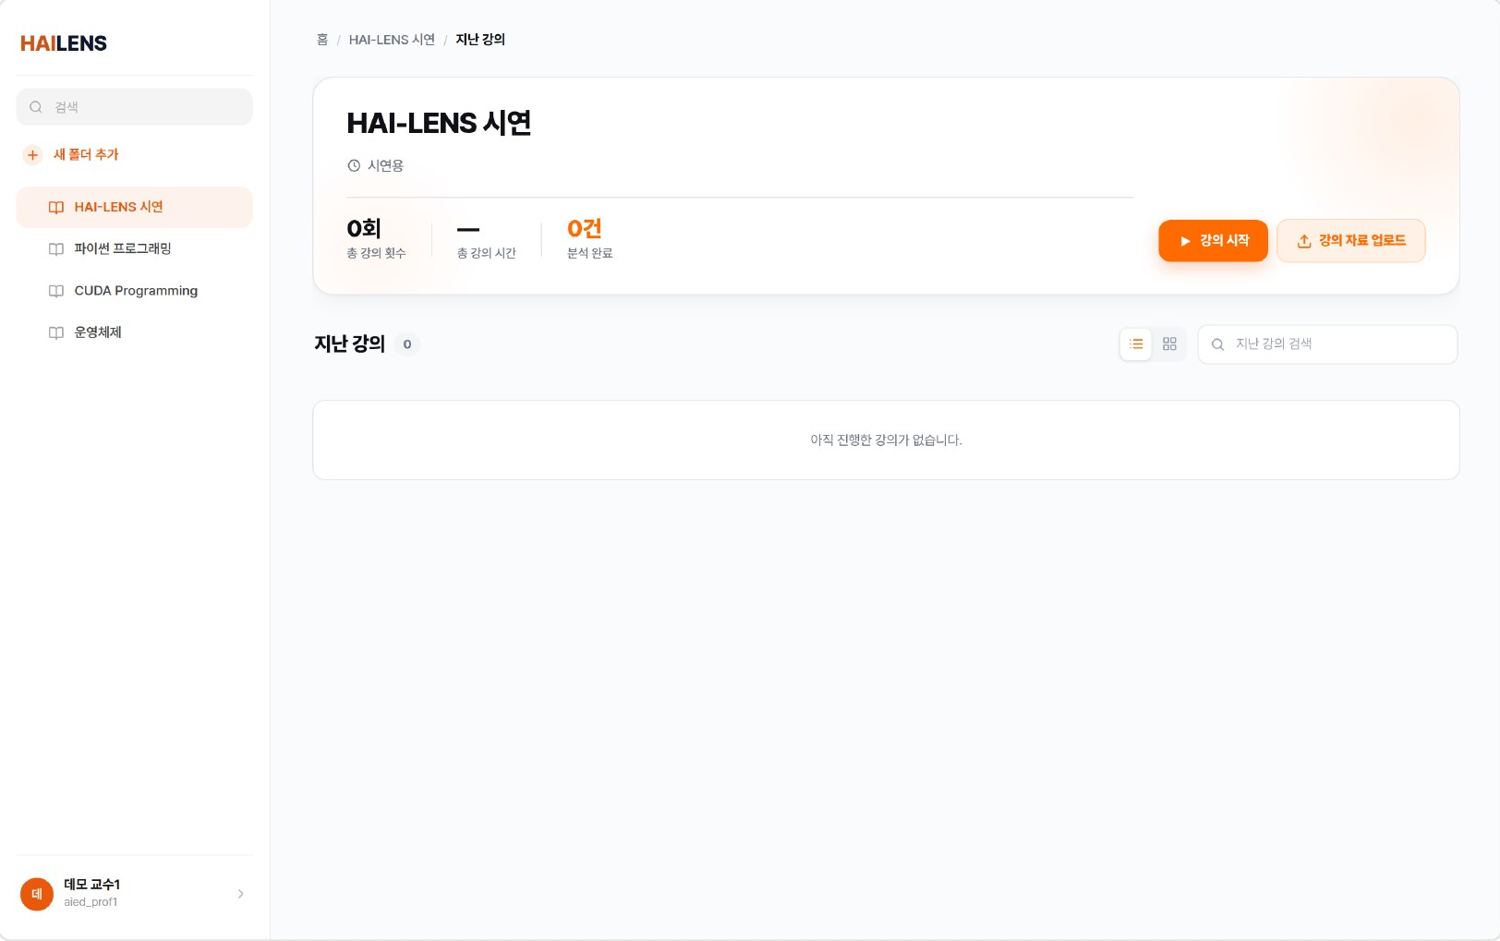 HAILENS
검색
새 폴더 추가
HAI-LENS 시연
파이썬 프로그래밍
CUDA Programming
운영체제
데
데모 교수1
aied_prof1
홈 / HAI-LENS 시연 / 지난 강의
HAI-LENS 시연
시연용
0회
총 강의 횟수
—
총 강의 시간
0건
분석 완료
강의 시작
강의 자료 업로드
지난 강의 0
지난 강의 검색
아직 진행한 강의가 없습니다.